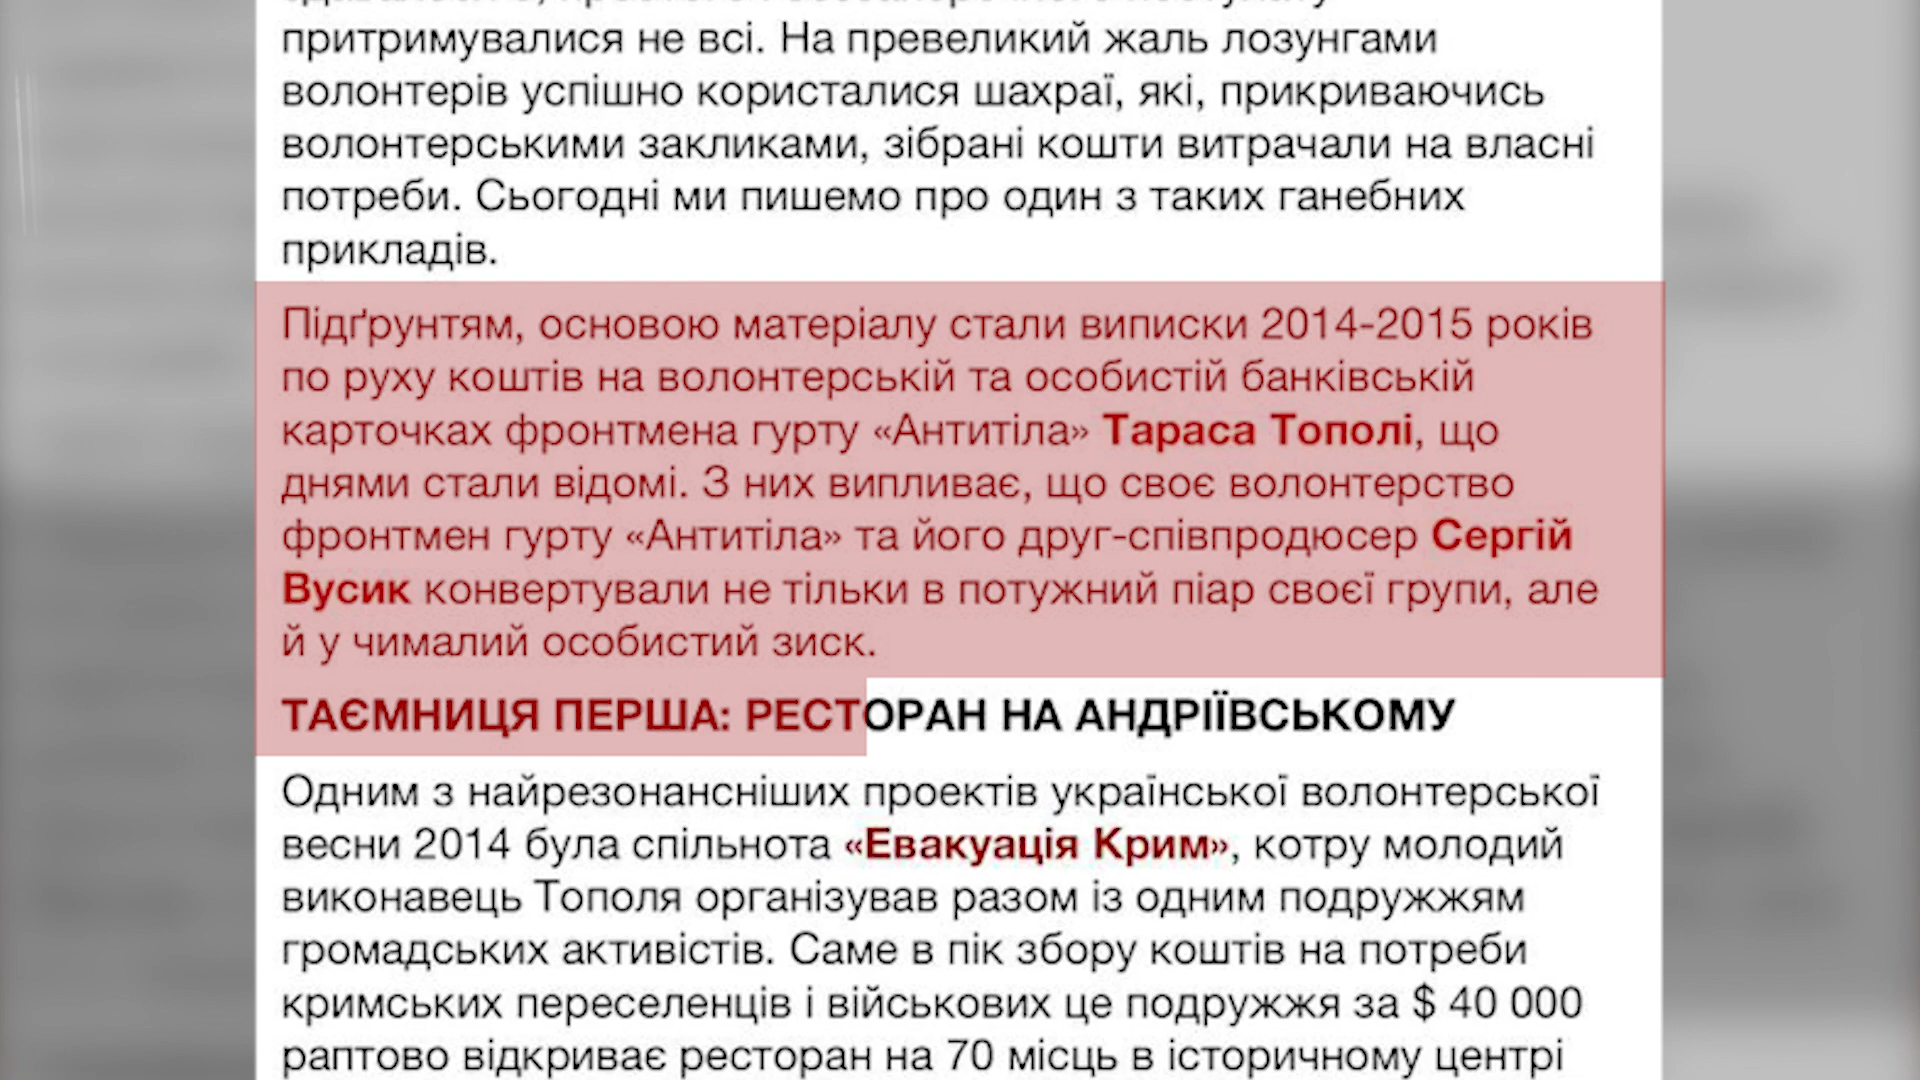 притримувалися не всі. На превеликий жаль лозунгами
волонтерів успішно користалися шахраї, які, прикриваючись
волонтерськими закликами, зібрані кошти витрачали на власні
потреби. Сьогодні ми пишемо про один з таких ганебних
прикладів.
Підґрунтям, основою матеріалу стали виписки 2014-2015 років
по руху коштів на волонтерській та особистій банківській
карточках фронтмена гурту «Антитіла» Тараса Тополі, що
днями стали відомі. З них випливає, що своє волонтерство
фронтмен гурту «Антитіла» та його друг-співпродюсер Сергій
Вусик конвертували не тільки в потужний піар своєї групи, але
й у чималий особистий зиск.
ТАЄМНИЦЯ ПЕРША: РЕСТОРАН НА АНДРІЇВСЬКОМУ
Одним з найрезонансніших проектів української волонтерської
весни 2014 була спільнота «Евакуація Крим», котру молодий
виконавець Тополя організував разом із одним подружжям
громадських активістів. Саме в пік збору коштів на потреби
кримських переселенців і військових це подружжя за $ 40 000
раптово відкриває ресторан на 70 місць в історичному центрі